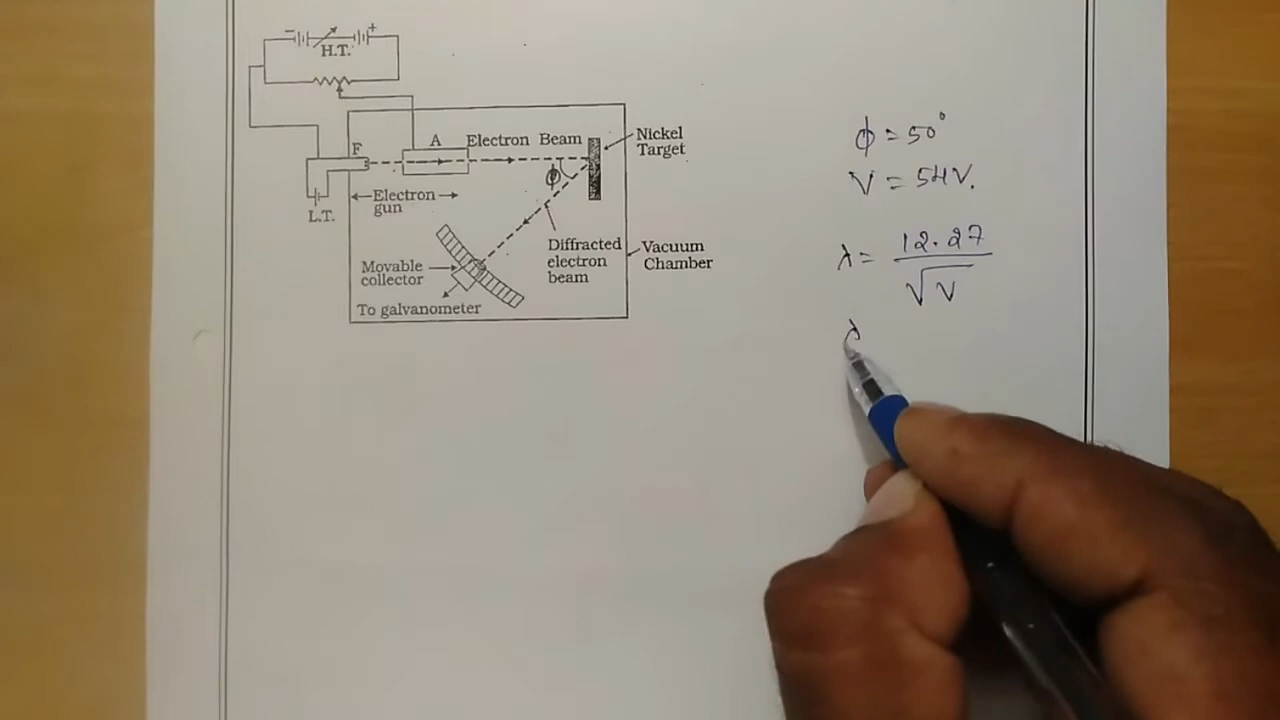 − +
H.T.
F
A
Electron Beam
Nickel
Target
ϕ
Electron
gun
L.T.
Diffracted
electron
beam
Vacuum
Chamber
Movable
collector
To galvanometer
ϕ = 50°
V = 54V.
λ = 12.27 / √V
λ